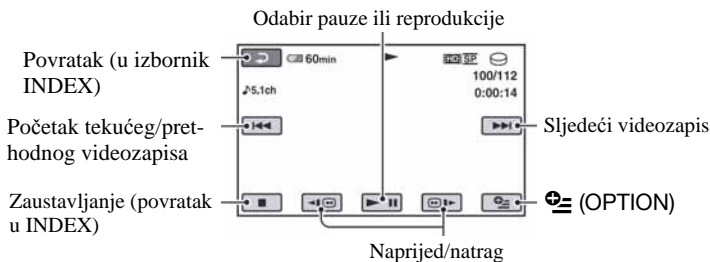 Odabir pauze ili reprodukcije
Povratak (u izbornik
INDEX)
60min
HD SP
100/112
♪5.1ch
0:00:14
Početak tekućeg/pret-
hodnog videozapisa
Sljedeći videozapis
Zaustavljanje (povratak
u INDEX)
(OPTION)
Naprijed/natrag